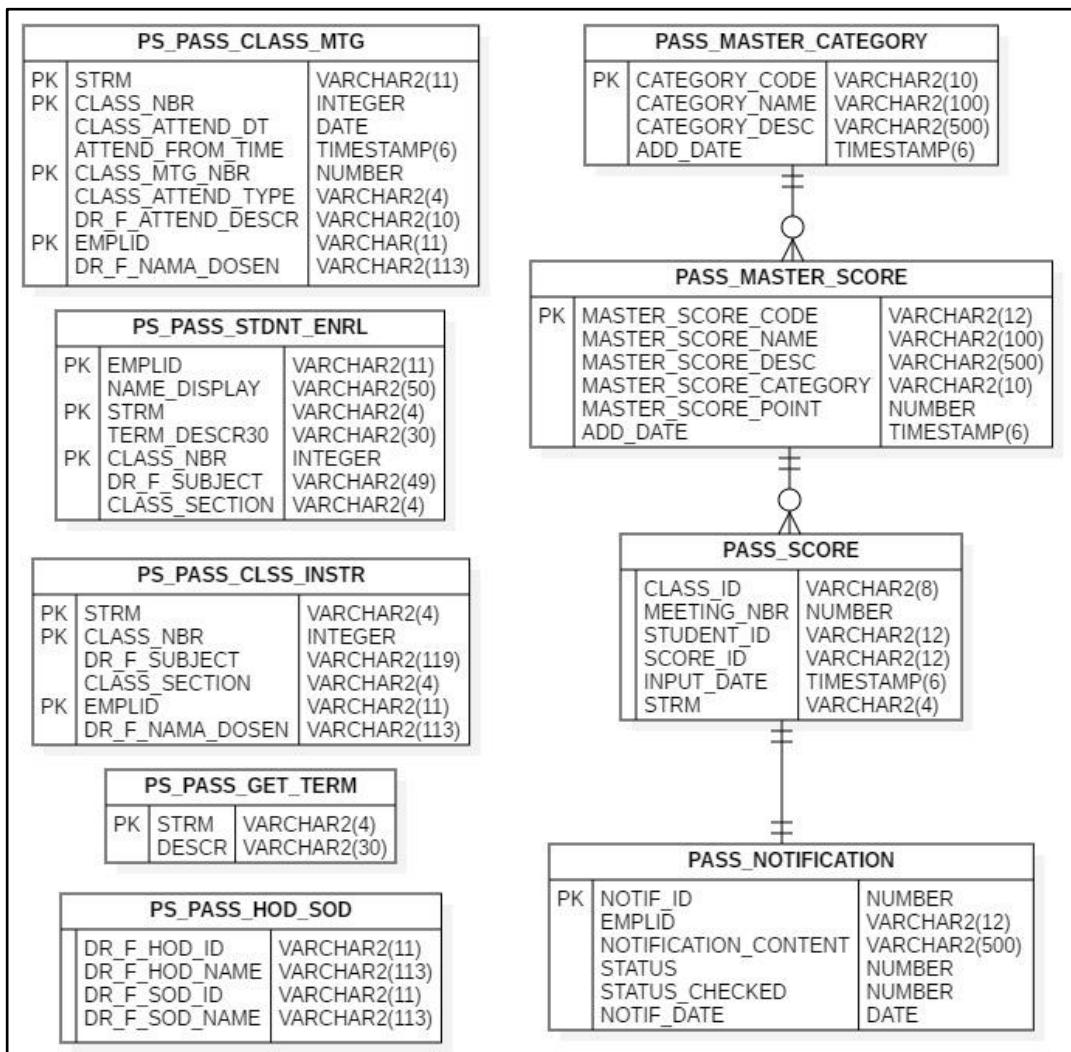 PS_PASS_CLASS_MTG
PK STRM VARCHAR2(11)
PK CLASS_NBR INTEGER
CLASS_ATTEND_DT DATE
ATTEND_FROM_TIME TIMESTAMP(6)
PK CLASS_MTG_NBR NUMBER
CLASS_ATTEND_TYPE VARCHAR2(4)
DR_F_ATTEND_DESCR VARCHAR2(10)
PK EMPLID VARCHAR(11)
DR_F_NAMA_DOSEN VARCHAR2(113)
PS_PASS_STDNT_ENRL
PK EMPLID VARCHAR2(11)
NAME_DISPLAY VARCHAR2(50)
PK STRM VARCHAR2(4)
TERM_DESCR30 VARCHAR2(30)
PK CLASS_NBR INTEGER
DR_F_SUBJECT VARCHAR2(49)
CLASS_SECTION VARCHAR2(4)
PS_PASS_CLSS_INSTR
PK STRM VARCHAR2(4)
PK CLASS_NBR INTEGER
DR_F_SUBJECT VARCHAR2(119)
CLASS_SECTION VARCHAR2(4)
PK EMPLID VARCHAR2(11)
DR_F_NAMA_DOSEN VARCHAR2(113)
PS_PASS_GET_TERM
PK STRM VARCHAR2(4)
DESCR VARCHAR2(30)
PS_PASS_HOD_SOD
DR_F_HOD_ID VARCHAR2(11)
DR_F_HOD_NAME VARCHAR2(113)
DR_F_SOD_ID VARCHAR2(11)
DR_F_SOD_NAME VARCHAR2(113)
PASS_MASTER_CATEGORY
PK CATEGORY_CODE VARCHAR2(10)
CATEGORY_NAME VARCHAR2(100)
CATEGORY_DESC VARCHAR2(500)
ADD_DATE TIMESTAMP(6)
PASS_MASTER_SCORE
PK MASTER_SCORE_CODE VARCHAR2(12)
MASTER_SCORE_NAME VARCHAR2(100)
MASTER_SCORE_DESC VARCHAR2(500)
MASTER_SCORE_CATEGORY VARCHAR2(10)
MASTER_SCORE_POINT NUMBER
ADD_DATE TIMESTAMP(6)
PASS_SCORE
CLASS_ID VARCHAR2(8)
MEETING_NBR NUMBER
STUDENT_ID VARCHAR2(12)
SCORE_ID VARCHAR2(12)
INPUT_DATE TIMESTAMP(6)
STRM VARCHAR2(4)
PASS_NOTIFICATION
PK NOTIF_ID NUMBER
EMPLID VARCHAR2(12)
NOTIFICATION_CONTENT VARCHAR2(500)
STATUS NUMBER
STATUS_CHECKED NUMBER
NOTIF_DATE DATE